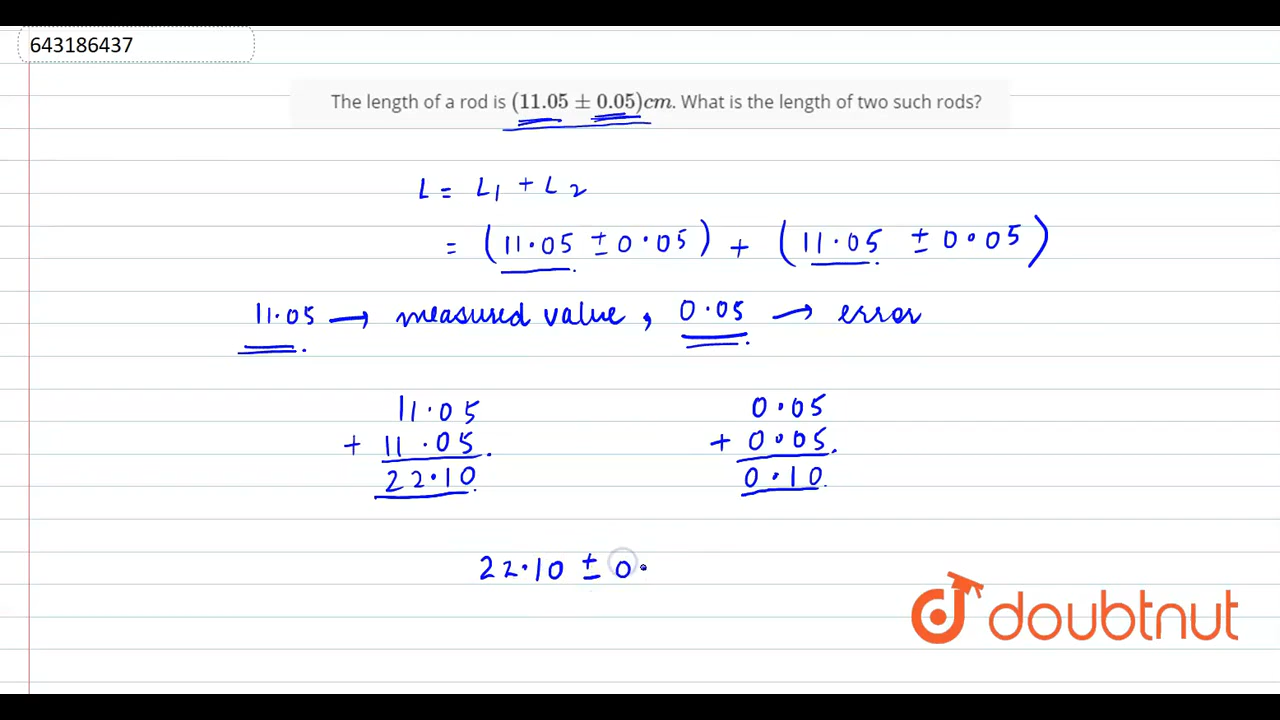 643186437
The length of a rod is (11.05 ± 0.05)cm. What is the length of two such rods?
L = L1 + L2
= (11.05 ± 0.05) + (11.05 ± 0.05)
11.05 → measured value, 0.05 → error
11.05 0.05
+ 11.05 + 0.05
22.10 0.10
22.10 ± 0.
doubtnut